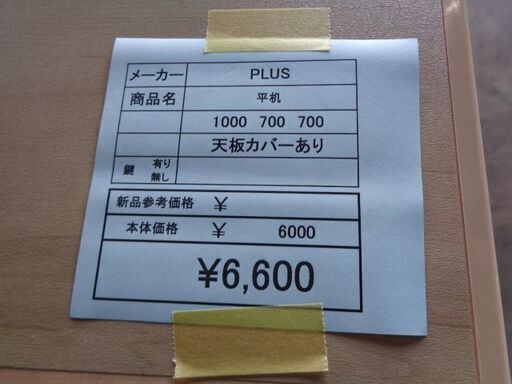 メーカー PLUS
商品名 平机
1000 700 700
天板カバーあり
鍵 有り 無し
新品参考価格 ¥
本体価格 ¥ 6000
¥6,600